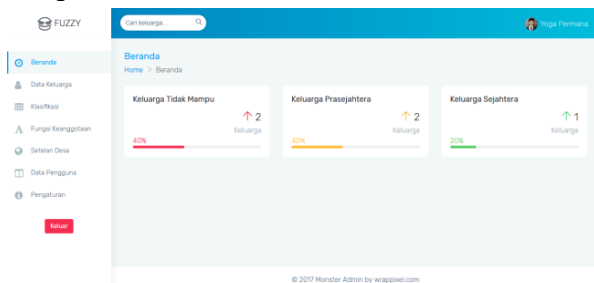 FUZZY
Cari keluarga...
Yoga Permana
Beranda
Data Keluarga
Klasifikasi
Fungsi Keanggotaan
Setelan Desa
Data Pengguna
Pengaturan
Keluar
Beranda
Home > Beranda
Keluarga Tidak Mampu
2
Keluarga
40%
Keluarga Prasejahtera
2
Keluarga
40%
Keluarga Sejahtera
1
Keluarga
20%
© 2017 Monster Admin by wrappixel.com